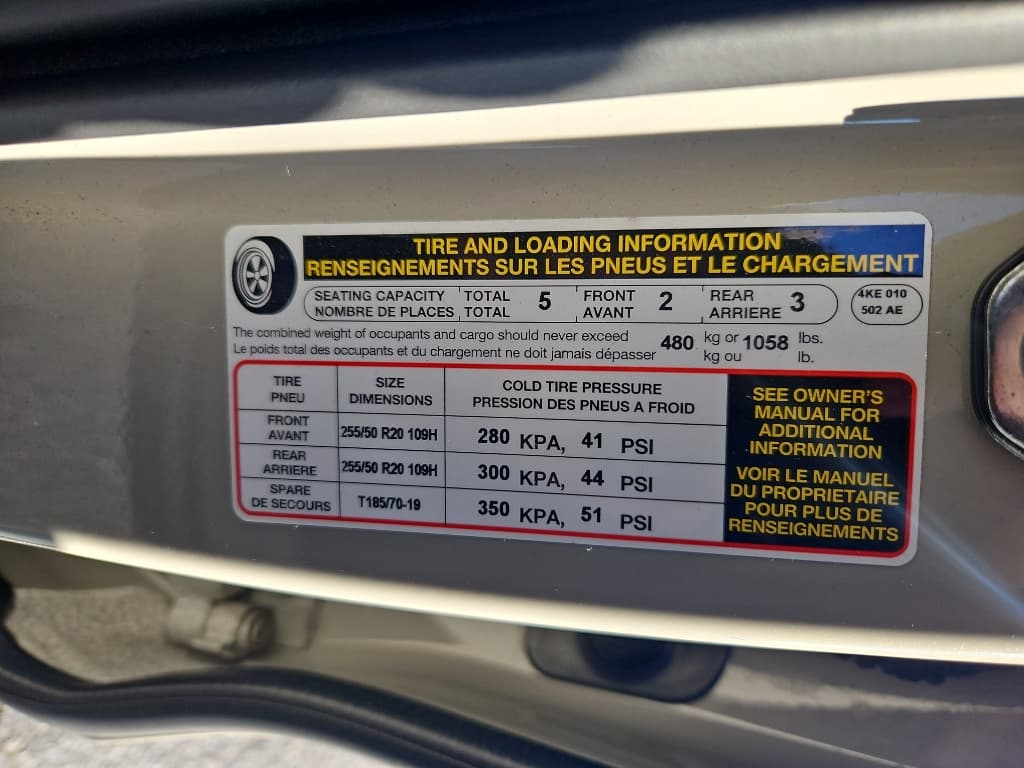 TIRE AND LOADING INFORMATION
RENSEIGNEMENTS SUR LES PNEUS ET LE CHARGEMENT
SEATING CAPACITY TOTAL 5 FRONT 2 REAR 3
NOMBRE DE PLACES TOTAL AVANT ARRIERE
4KE 010
502 AE
The combined weight of occupants and cargo should never exceed 480 kg or 1058 lbs.
Le poids total des occupants et du chargement ne doit jamais dépasser kg ou lb.
TIRE SIZE COLD TIRE PRESSURE
PNEU DIMENSIONS PRESSION DES PNEUS A FROID
FRONT
AVANT 255/50 R20 109H 280 KPA, 41 PSI
REAR
ARRIERE 255/50 R20 109H 300 KPA, 44 PSI
SPARE
DE SECOURS T185/70-19 350 KPA, 51 PSI
SEE OWNER'S
MANUAL FOR
ADDITIONAL
INFORMATION
VOIR LE MANUEL
DU PROPRIETAIRE
POUR PLUS DE
RENSEIGNEMENTS